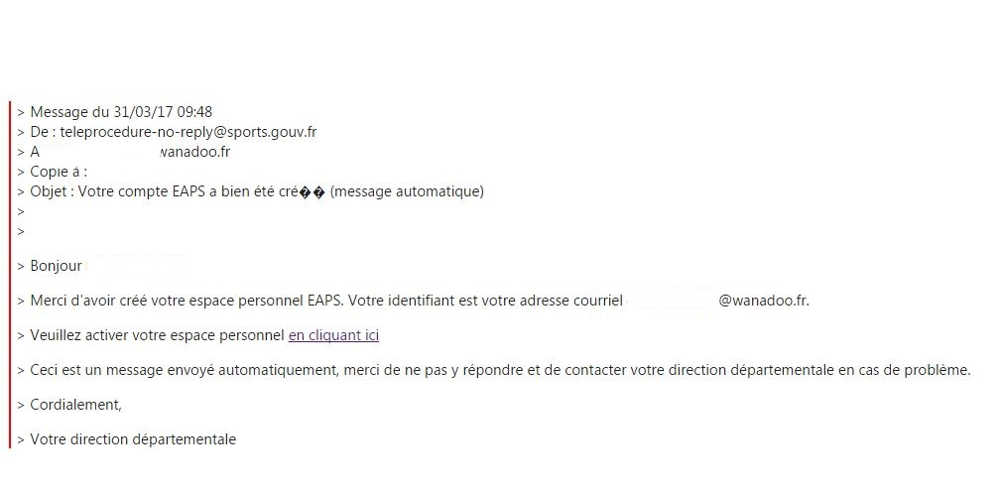 > Message du 31/03/17 09:48
> De : teleprocedure-no-reply@sports.gouv.fr
> A wanadoo.fr
> Copie à :
> Objet : Votre compte EAPS a bien été cré�� (message automatique)
>
>
> Bonjour
> Merci d'avoir créé votre espace personnel EAPS. Votre identifiant est votre adresse courriel @wanadoo.fr.
> Veuillez activer votre espace personnel en cliquant ici
> Ceci est un message envoyé automatiquement, merci de ne pas y répondre et de contacter votre direction départementale en cas de problème.
> Cordialement,
> Votre direction départementale